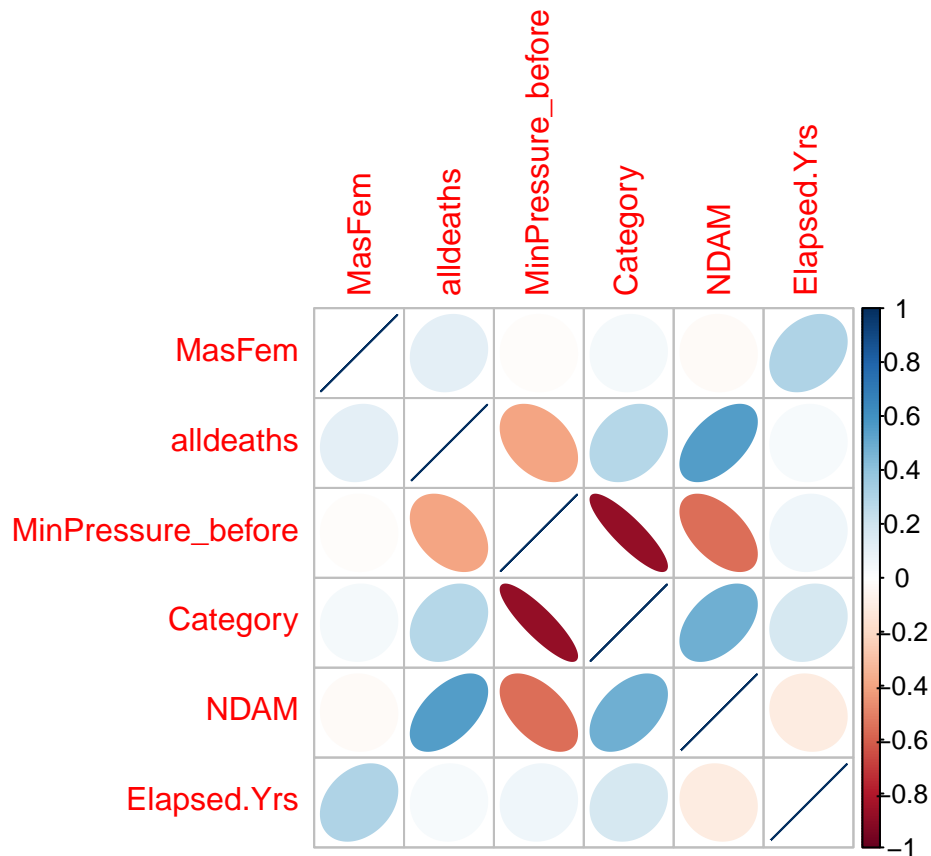 MasFem
alldeaths
MinPressure_before
Category
NDAM
Elapsed.Yrs
MasFem
alldeaths
MinPressure_before
Category
NDAM
Elapsed.Yrs
1
0.8
0.6
0.4
0.2
0
−0.2
−0.4
−0.6
−0.8
−1